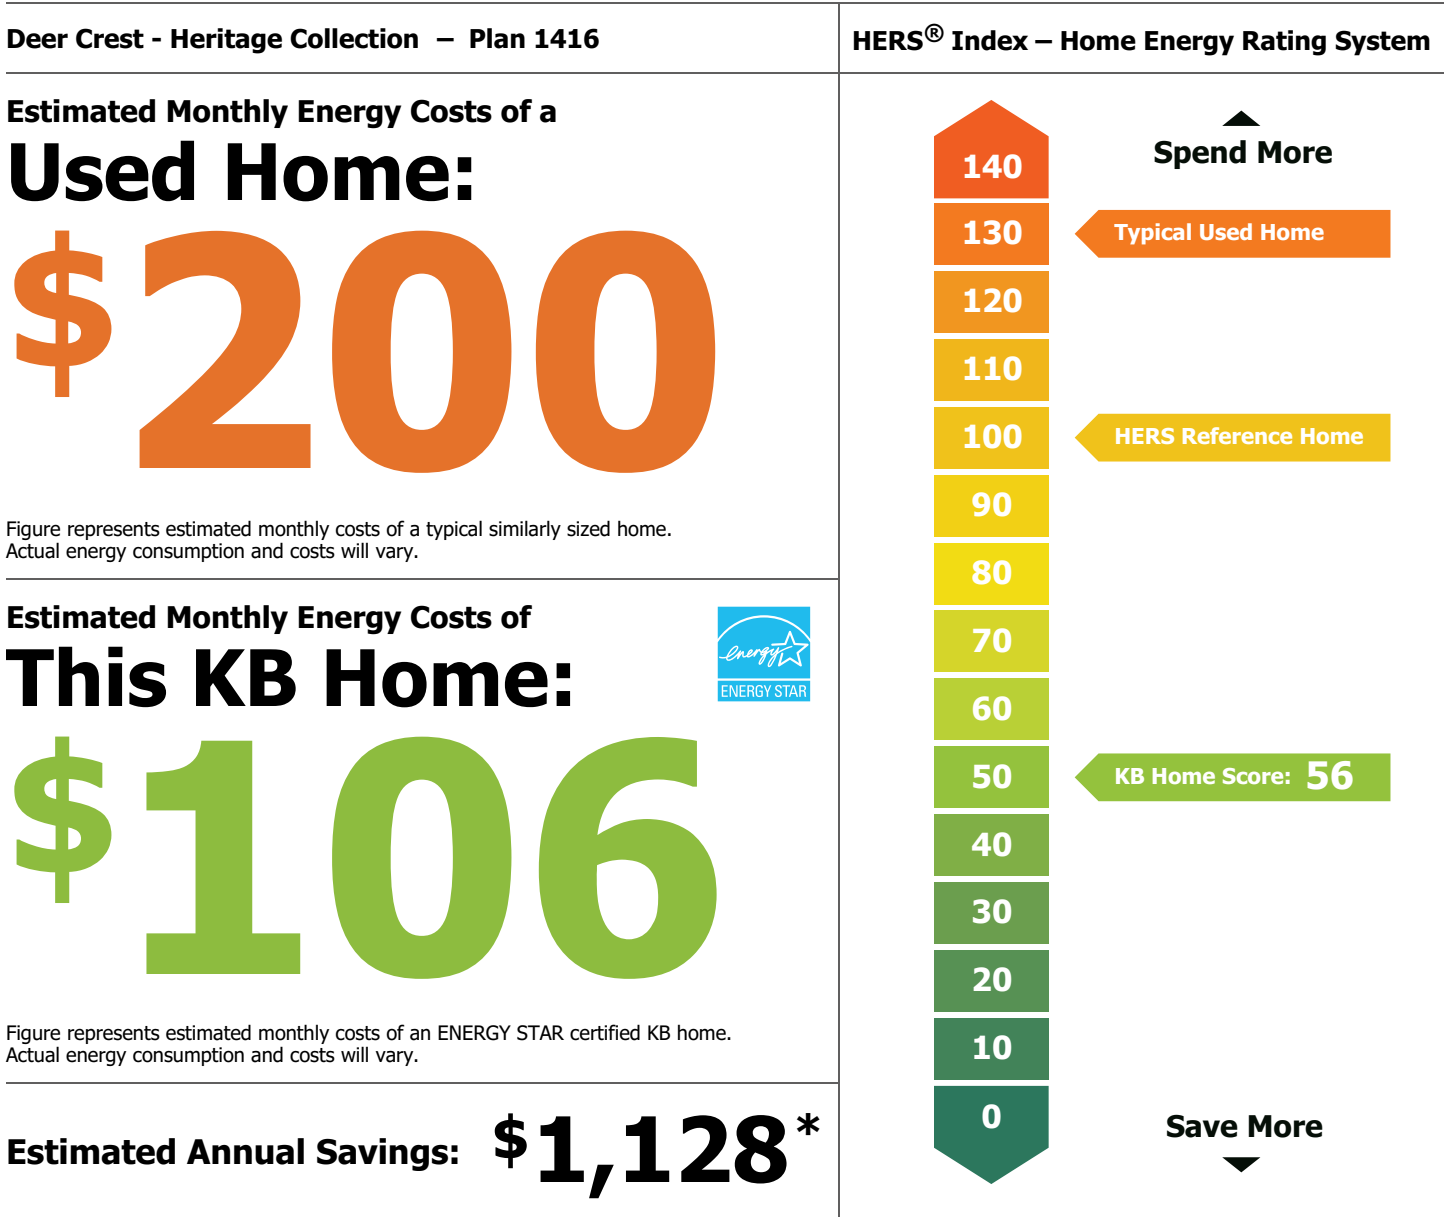 Deer Crest - Heritage Collection – Plan 1416
Estimated Monthly Energy Costs of a
Used Home:
$200
Figure represents estimated monthly costs of a typical similarly sized home.
Actual energy consumption and costs will vary.
Estimated Monthly Energy Costs of
This KB Home:
energy
ENERGY STAR
$106
Figure represents estimated monthly costs of an ENERGY STAR certified KB home.
Actual energy consumption and costs will vary.
Estimated Annual Savings: $1,128*
HERS® Index – Home Energy Rating System
Spend More
140
130 Typical Used Home
120
110
100 HERS Reference Home
90
80
70
60
50 KB Home Score: 56
40
30
20
10
0
Save More